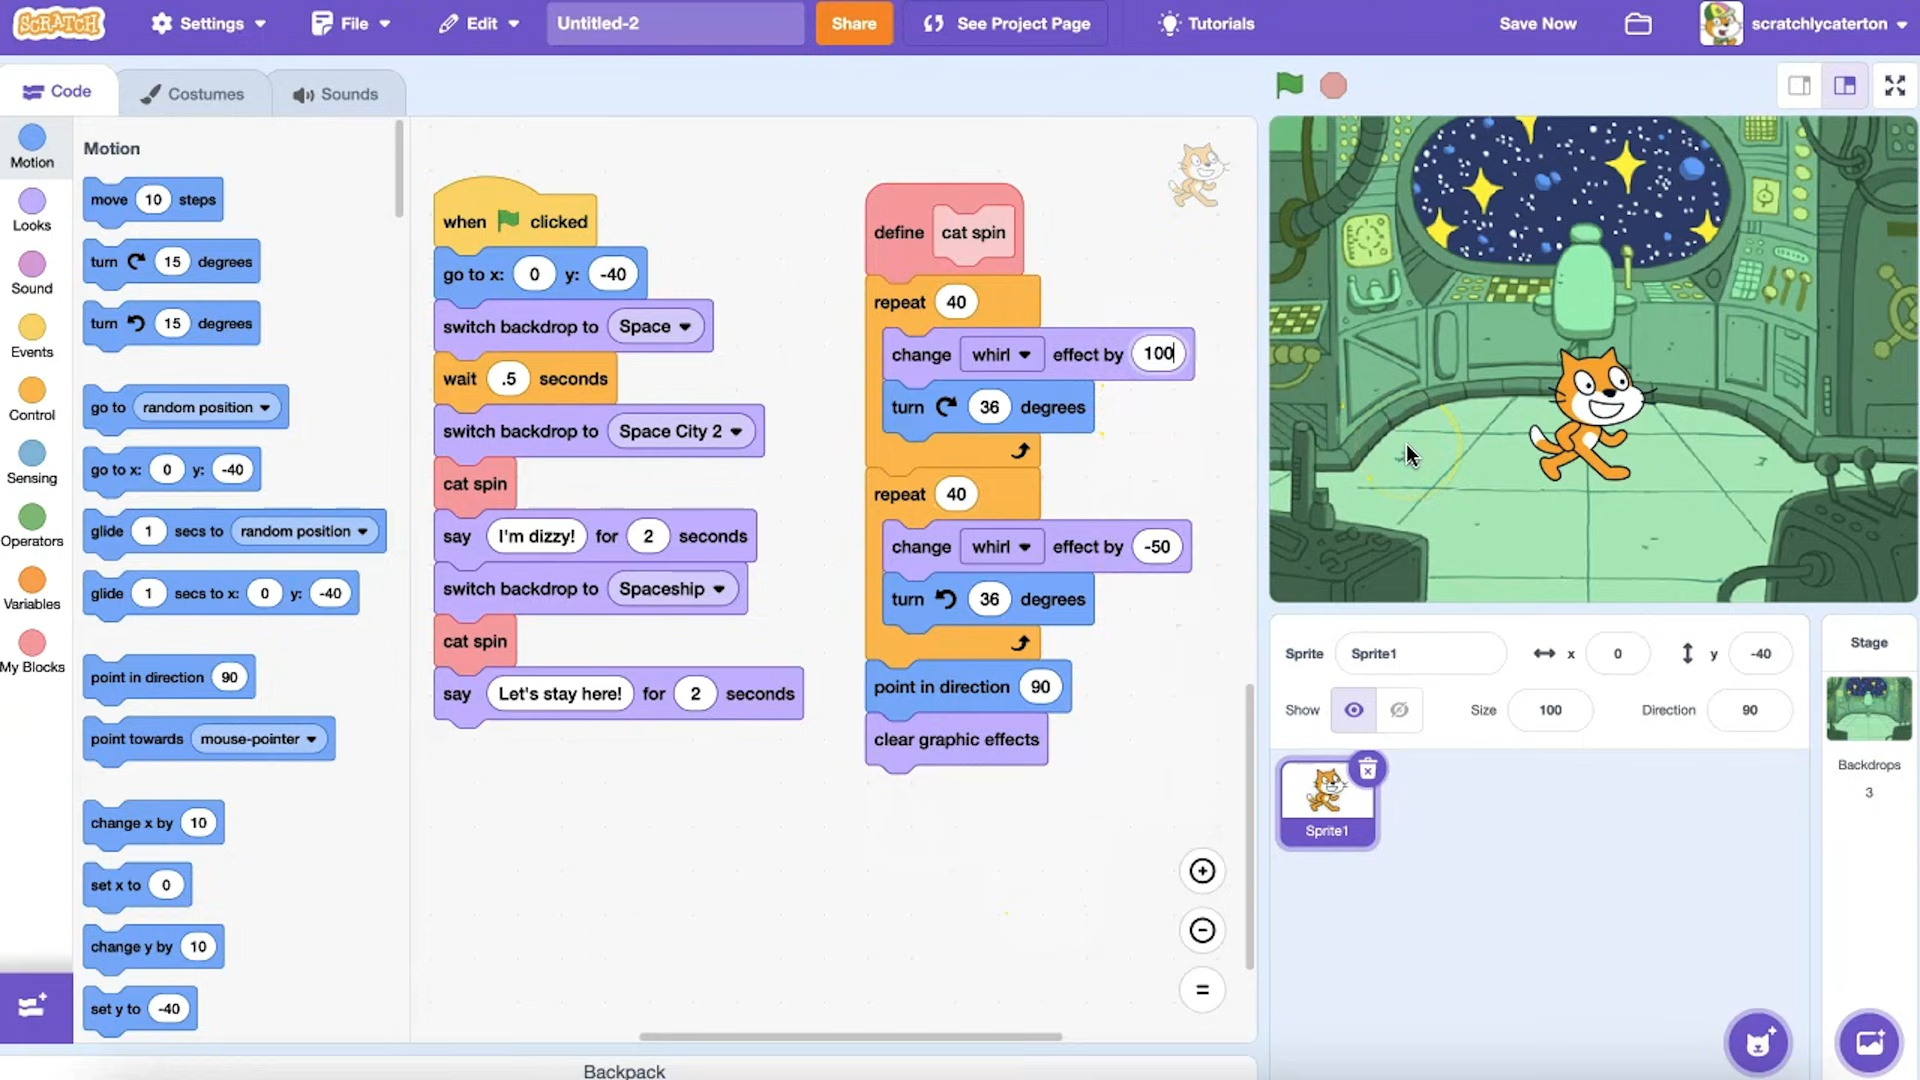 SCRATCH Settings File Edit Untitled-2 Share See Project Page Tutorials Save Now scratchlycaterton
Code Costumes Sounds
Motion
Looks
Sound
Events
Control
Sensing
Operators
Variables
My Blocks
Motion
move 10 steps
turn 15 degrees
turn 15 degrees
go to random position
go to x: 0 y: -40
glide 1 secs to random position
glide 1 secs to x: 0 y: -40
point in direction 90
point towards mouse-pointer
change x by 10
set x to 0
change y by 10
set y to -40
when clicked
go to x: 0 y: -40
switch backdrop to Space
wait .5 seconds
switch backdrop to Space City 2
cat spin
say I'm dizzy! for 2 seconds
switch backdrop to Spaceship
cat spin
say Let's stay here! for 2 seconds
define cat spin
repeat 40
change whirl effect by 100
turn 36 degrees
repeat 40
change whirl effect by -50
turn 36 degrees
point in direction 90
clear graphic effects
Backpack
Sprite Sprite1 x 0 y -40
Show Size 100 Direction 90
Sprite1
Stage
Backdrops
3